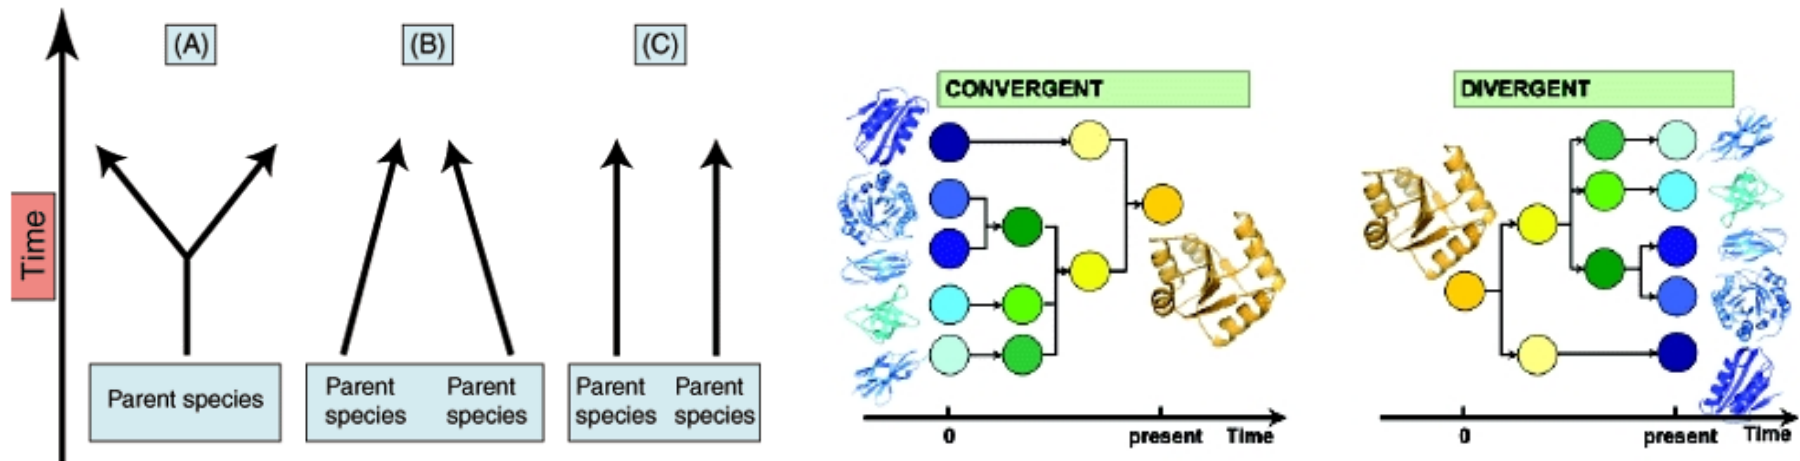 (A)
(B)
(C)
Time
Parent species
Parent
species
Parent
species
Parent
species
Parent
species
CONVERGENT
0
present
Time
DIVERGENT
0
present
Time